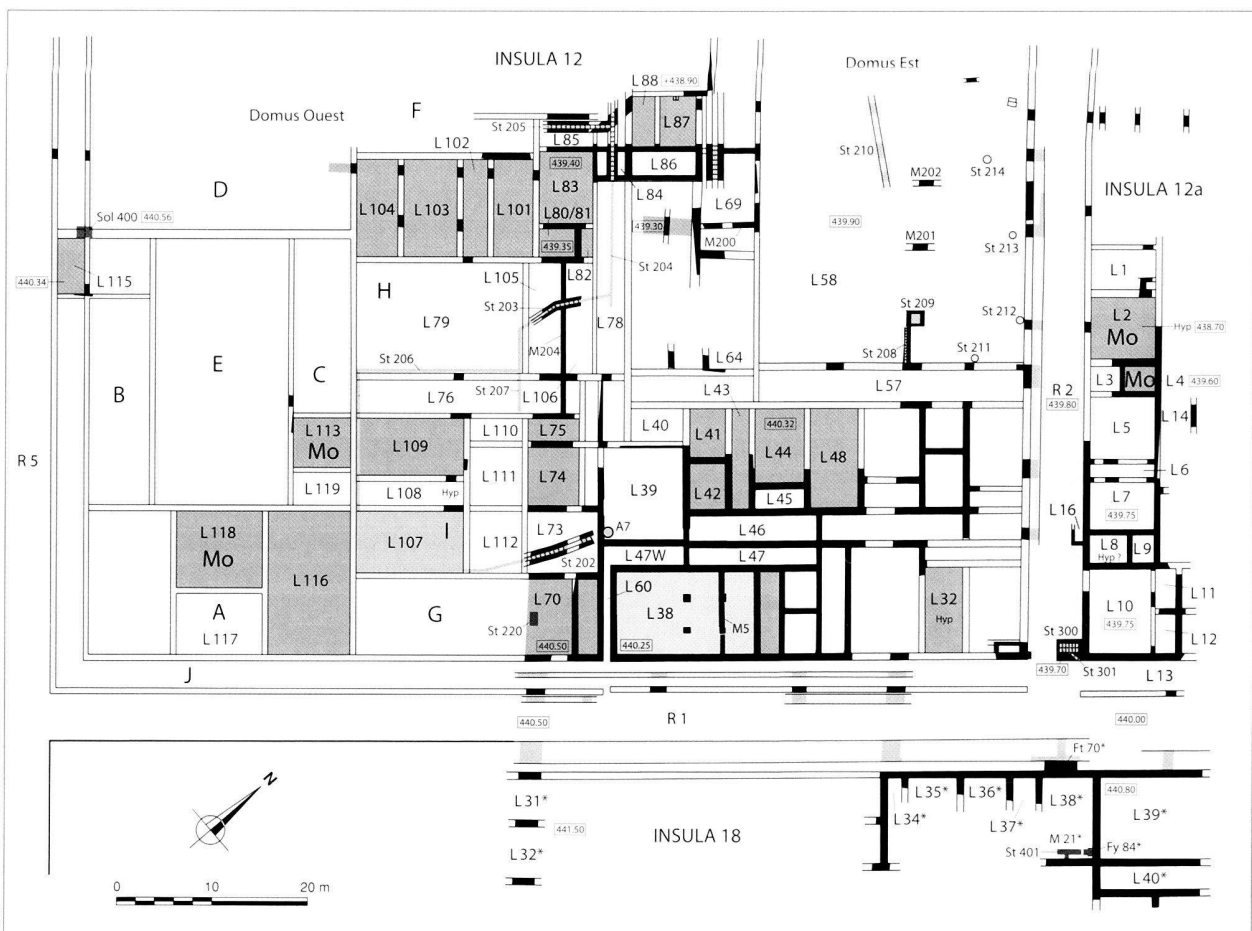 INSULA 12
Domus Est
L88 +438.90
Domus Ouest
F
St 205
L85
L87
L102
St 210
St 214
M202
INSULA 12a
439.40
L86
L83
L84
D
L104
L103
L101
L69
Sol 400 440.56
L80/81
439.30
439.90
439.35
M200
M201
St 213
L1
L115
440.34
L105
L82
St 204
H
St 203
L58
L79
L78
St 209
St 212
L2
Mo
Hyp 438.70
E
M204
C
St 206
L64
St 208
St 211
L3
Mo
L4 439.60
B
St 207
L43
L57
R 2
L76
L106
439.80
L14
L113
Mo
L109
L110
L75
L40
L41
440.32
L44
L48
L5
R 5
L111
L74
L6
L119
L108
Hyp
L39
L42
L45
L7
439.75
L16
L118
Mo
I
L73
A7
L46
L8
Hyp ?
L9
L107
L112
St 202
L47W
L47
L116
L60
L11
A
L117
G
L70
L38
M5
L32
Hyp
L10
439.75
L12
St 220
440.50
440.25
St 300
J
439.70
St 301
L13
R 1
440.50
440.00
Ft 70*
N
L31*
L35*
L36*
L38*
440.80
L34*
L37*
L39*
441.50
INSULA 18
M 21*
L32*
St 401
Fy 84*
L40*
0 10 20 m